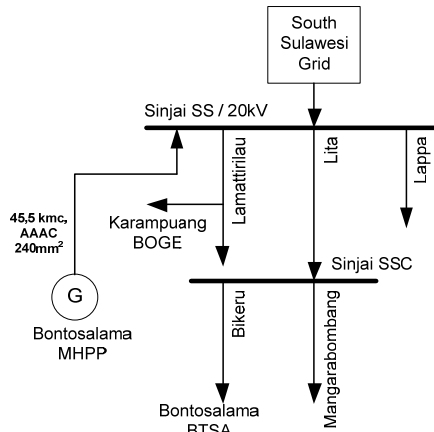 South
Sulawesi
Grid
Sinjai SS / 20kV
Lamattirilau
Lita
Lappa
45,5 kmc,
AAAC
240mm²
Karampuang
BOGE
G
Bontosalama
MHPP
Sinjai SSC
Bikeru
Mangarabombang
Bontosalama
BTSA